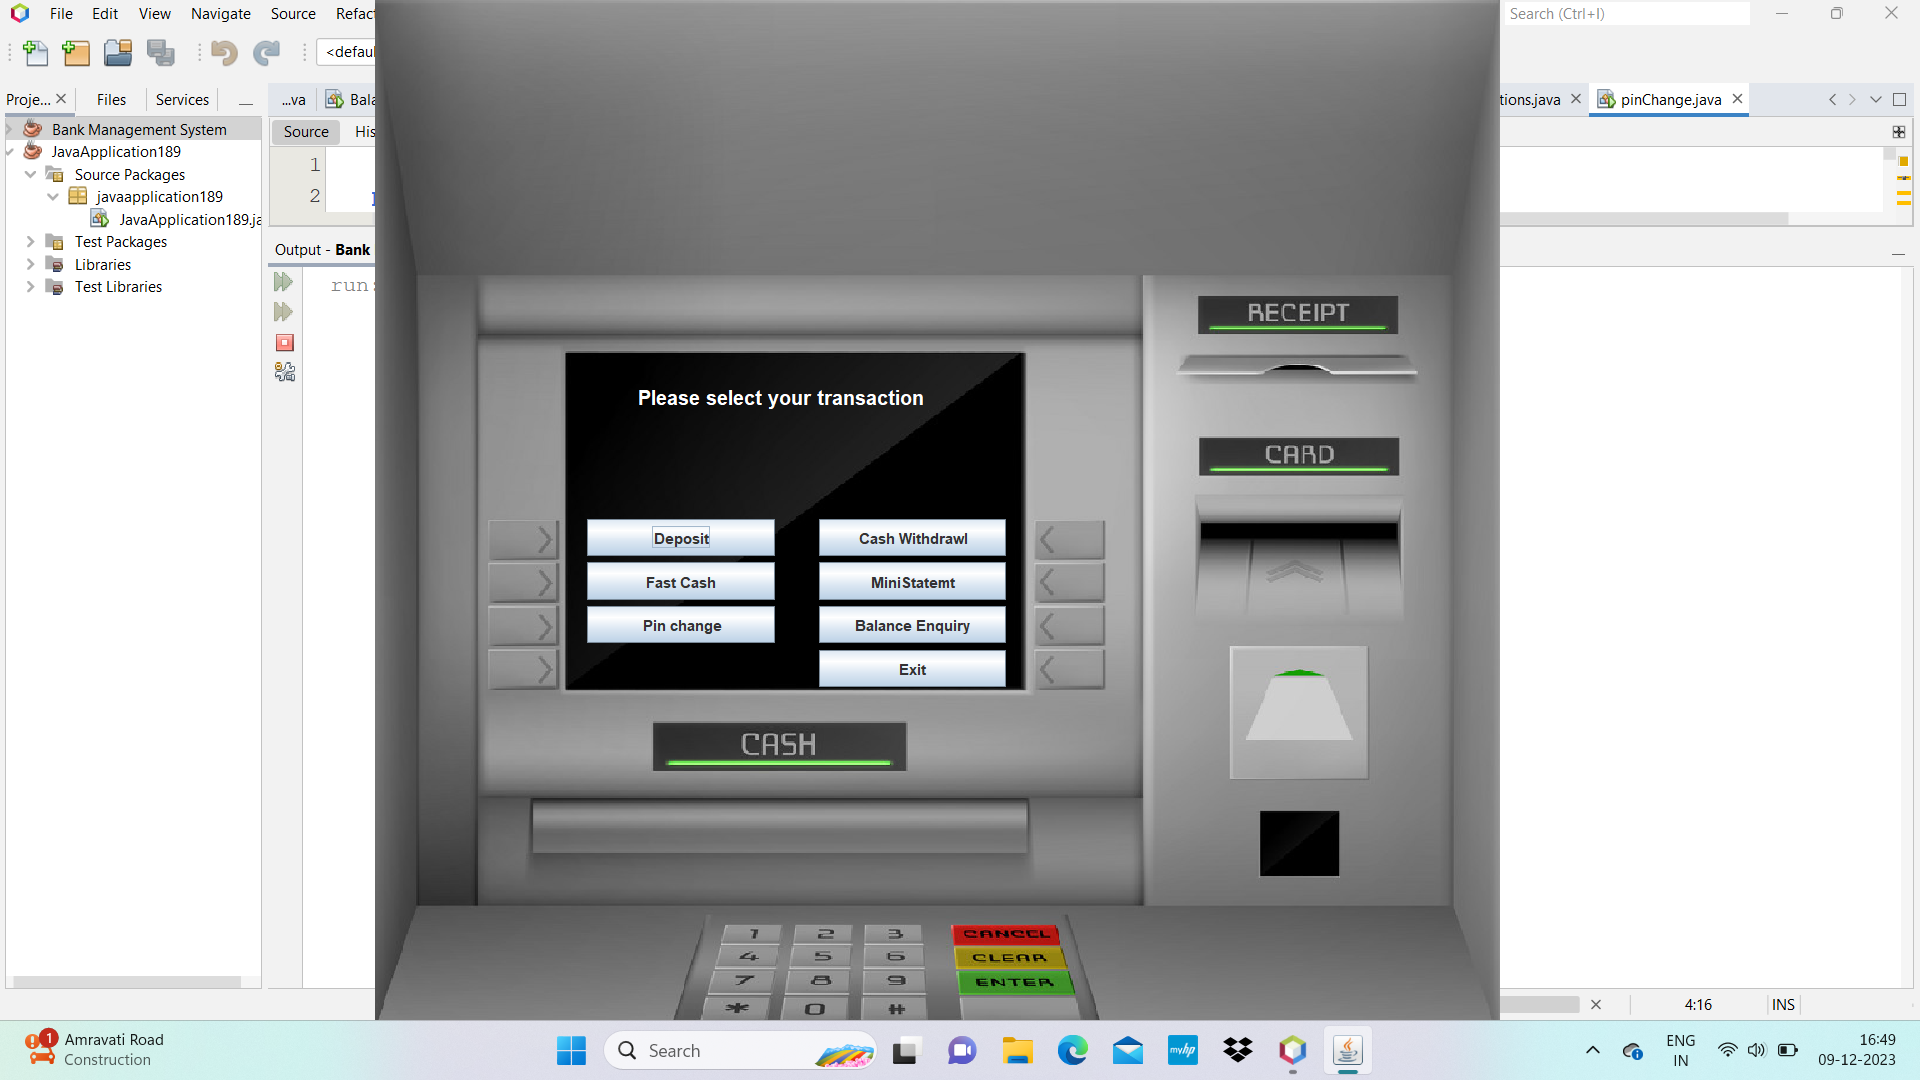 File Edit View Navigate Source Refact
Search (Ctrl+I)
<defaul
Proje... Files Services
...va Bala
tions.java pinChange.java
Bank Management System
JavaApplication189
Source Packages
javaapplication189
JavaApplication189.ja
Test Packages
Libraries
Test Libraries
Source His
1
2
Output - Bank
run:
RECEIPT
CARD
Please select your transaction
Deposit Cash Withdrawl
Fast Cash MiniStatemt
Pin change Balance Enquiry
Exit
CASH
1 2 3 CANCEL
4 5 6 CLEAR
7 8 9 ENTER
* 0 #
4:16 INS
1
Amravati Road
Construction
Search
myhp
ENG
IN
16:49
09-12-2023